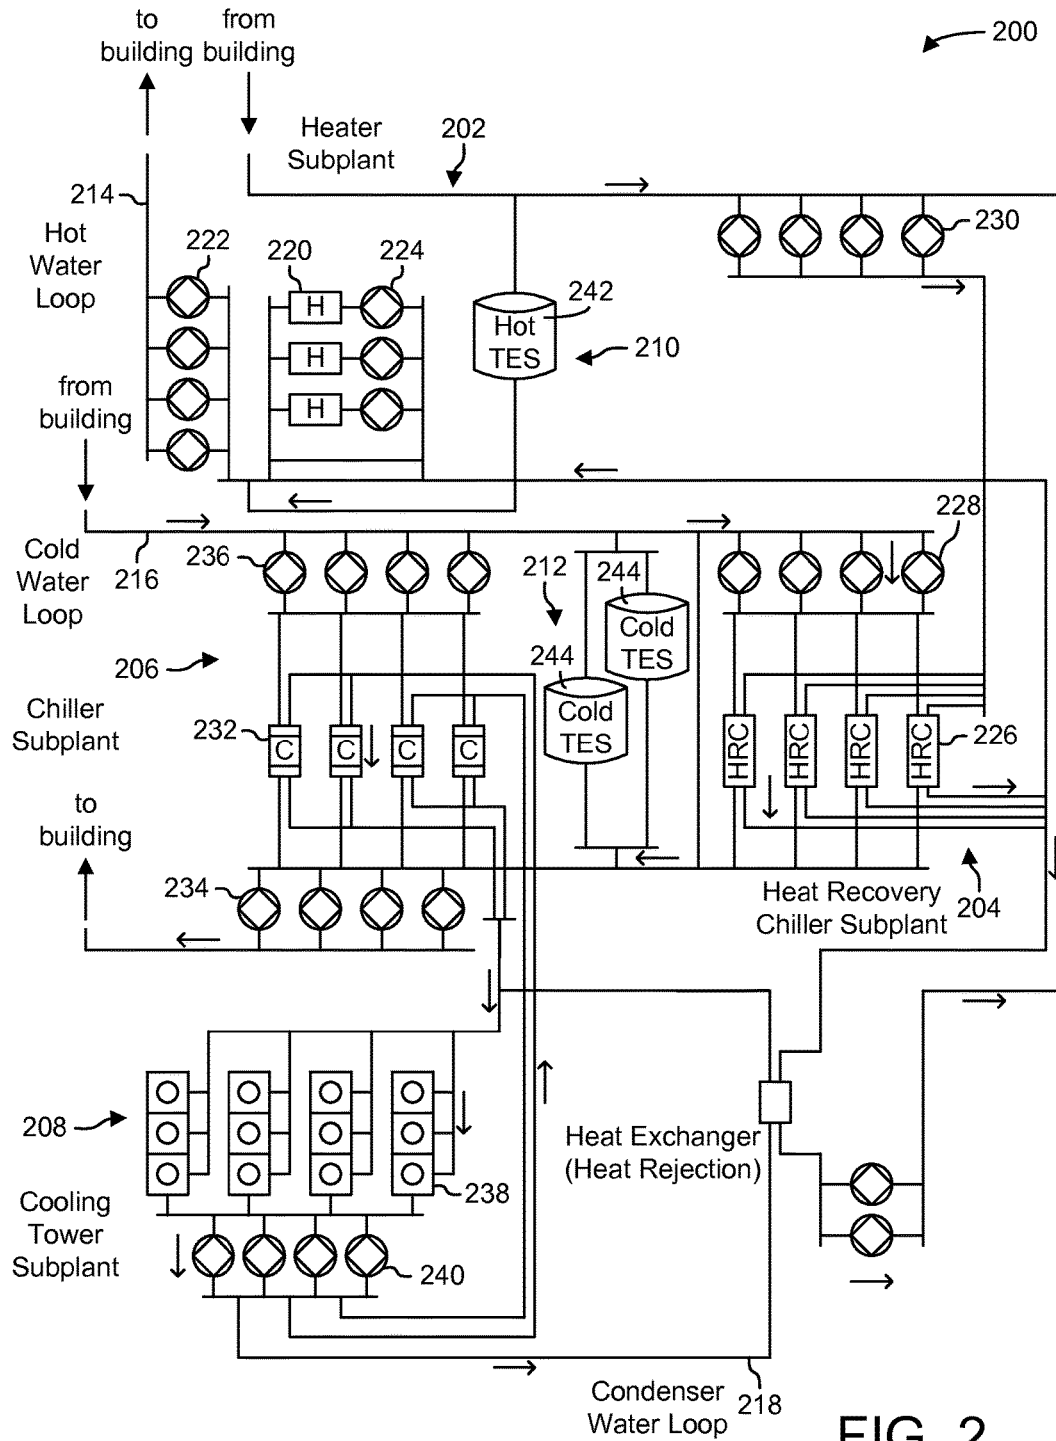 to
building
from
building
200
Heater
Subplant
202
214
Hot
Water
Loop
222
220
224
230
H
H
H
Hot
TES
242
210
from
building
228
Cold
Water
Loop
216
236
212
244
Cold
TES
244
Cold
TES
206
Chiller
Subplant
232
C
C
C
C
HRC
HRC
HRC
HRC
226
to
building
234
Heat Recovery
Chiller Subplant
204
208
Cooling
Tower
Subplant
238
240
Heat Exchanger
(Heat Rejection)
Condenser
Water Loop
218
FIG. 2